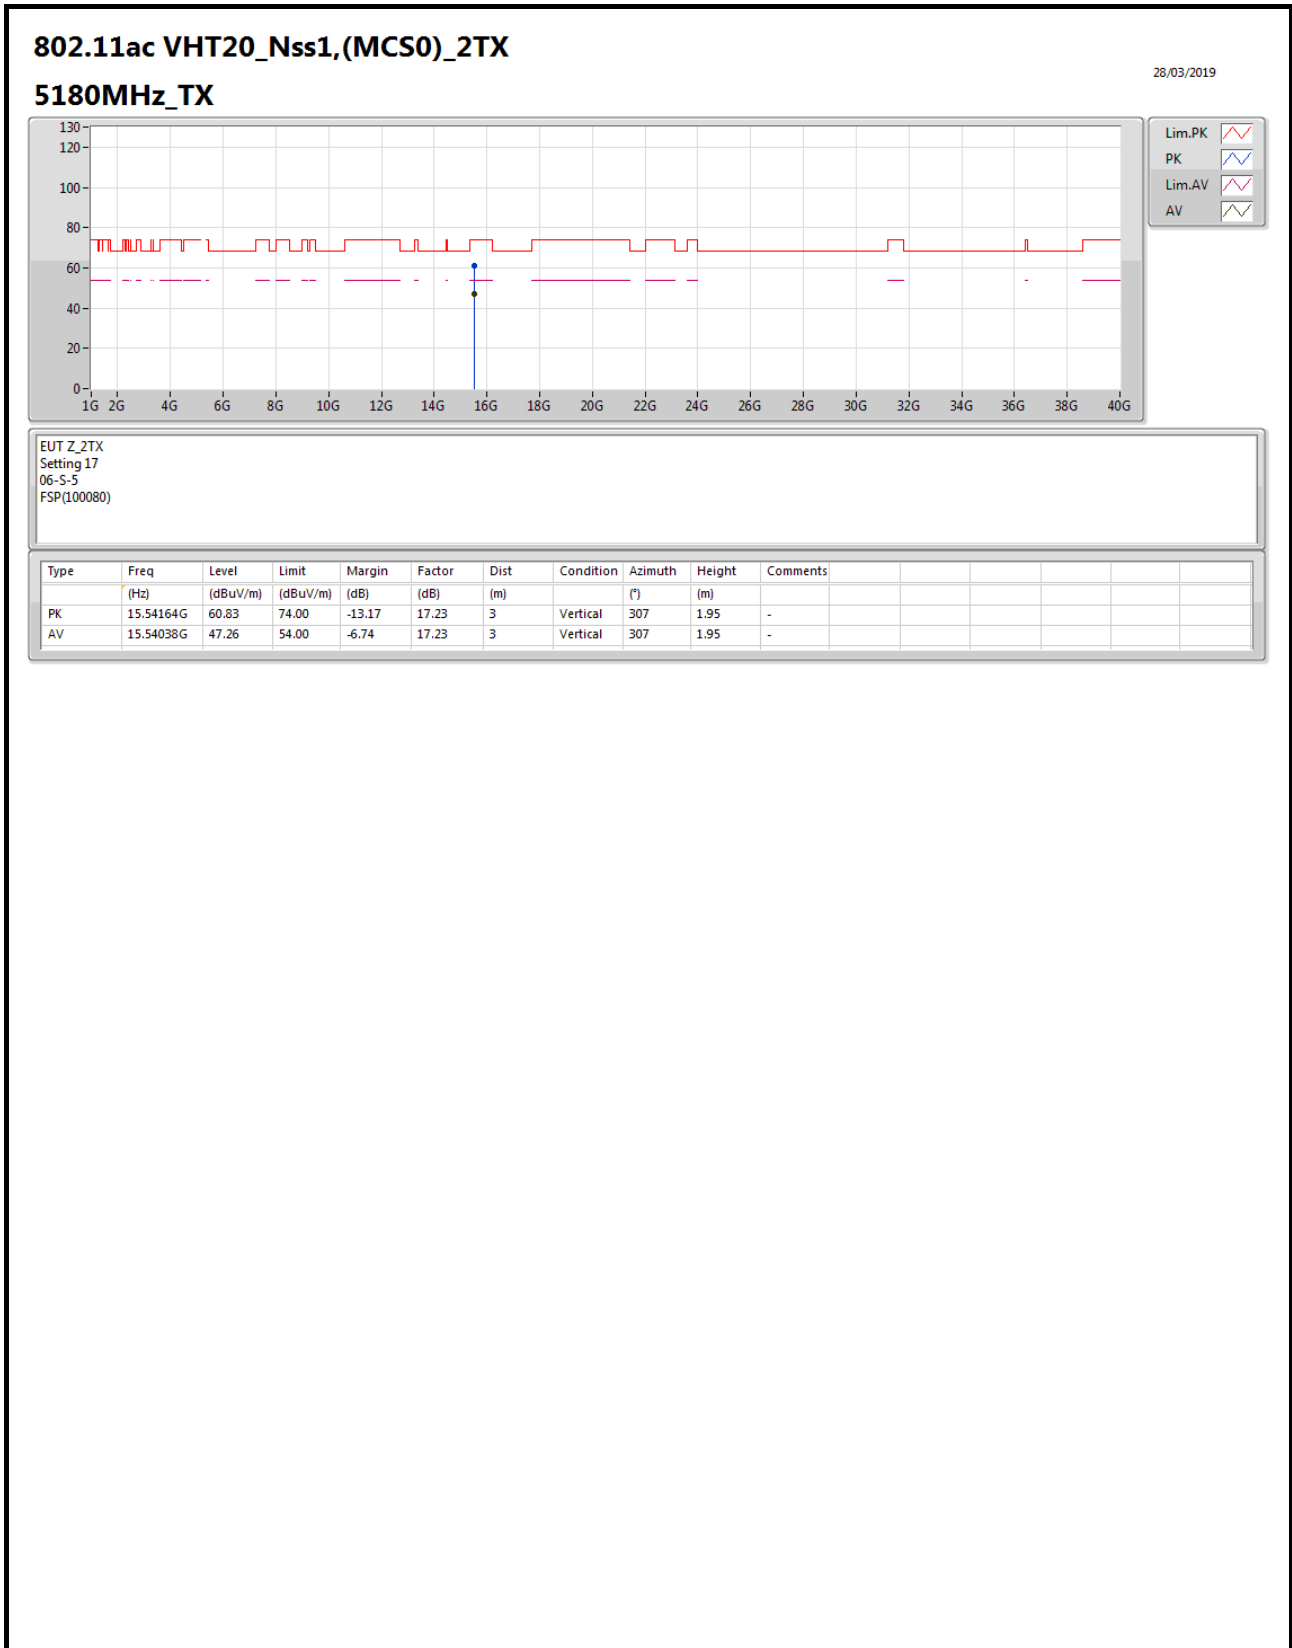 802.11ac VHT20_Nss1,(MCS0)_2TX
28/03/2019
5180MHz_TX
130
120
100
80
60
40
20
0
1G 2G 4G 6G 8G 10G 12G 14G 16G 18G 20G 22G 24G 26G 28G 30G 32G 34G 36G 38G 40G
Lim.PK
PK
Lim.AV
AV
EUT Z_2TX
Setting 17
06-S-5
FSP(100080)
Type Freq Level Limit Margin Factor Dist Condition Azimuth Height Comments
(Hz) (dBuV/m) (dBuV/m) (dB) (dB) (m) (°) (m)
PK 15.54164G 60.83 74.00 -13.17 17.23 3 Vertical 307 1.95 -
AV 15.54038G 47.26 54.00 -6.74 17.23 3 Vertical 307 1.95 -